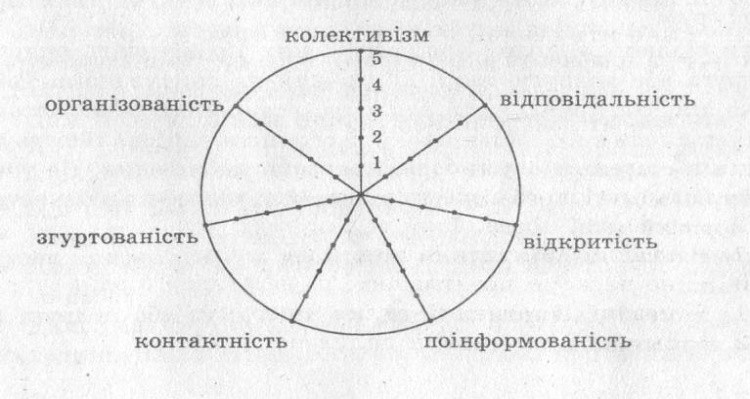 колективізм
5
4
3
2
1
організованість
відповідальність
згуртованість
відкритість
контактність
поінформованість